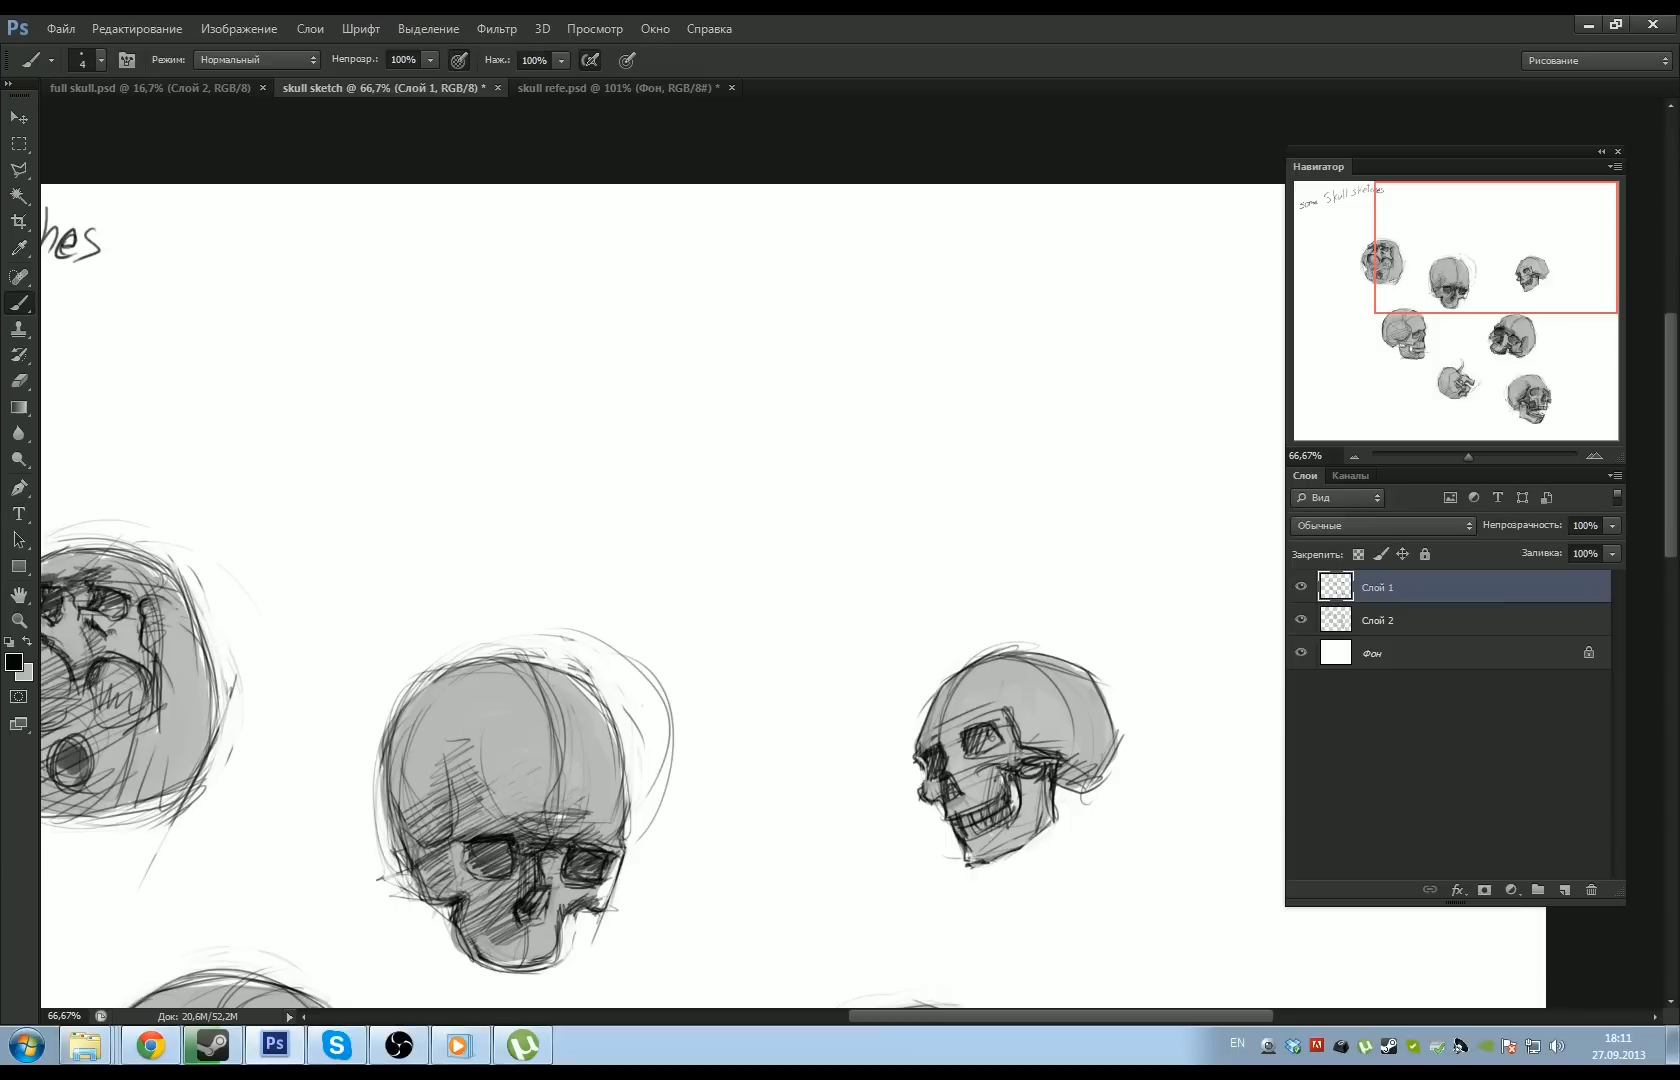 Ps Файл Редактирование Изображение Слои Шрифт Выделение Фильтр 3D Просмотр Окно Справка
4 Режим: Нормальный Непрозр.: 100% Наж.: 100% Рисование
full skull.psd @ 16,7% (Слой 2, RGB/8) × skull sketch @ 66,7% (Слой 1, RGB/8) * × skull refe.psd @ 101% (Фон, RGB/8#) * ×
Навигатор
some Skull sketches
hes
66,67%
Слои Каналы
Вид
Обычные Непрозрачность: 100%
Закрепить: Заливка: 100%
Слой 1
Слой 2
Фон
fx
66,67% Док: 20,6M/52,2M
Ps
EN
18:11
27.09.2013